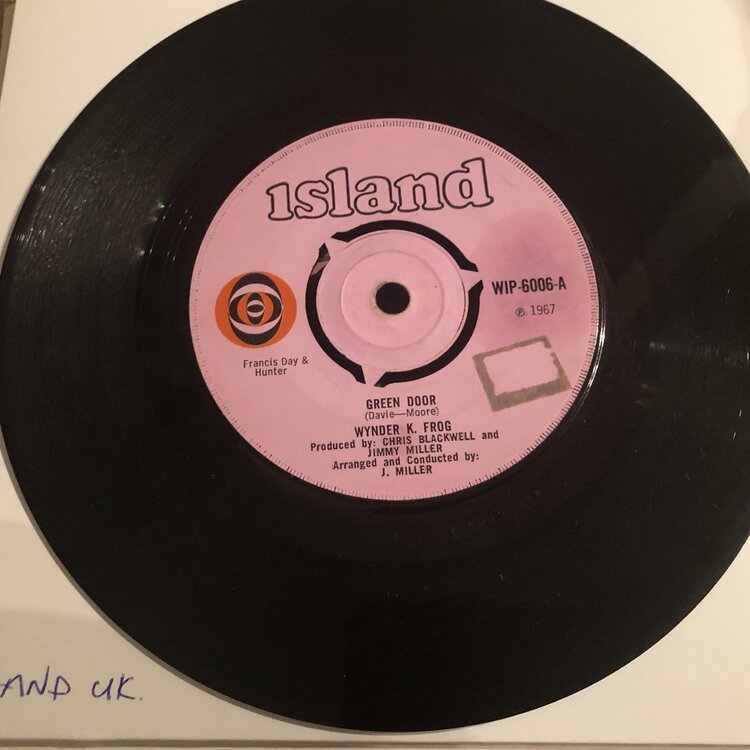 ısland
WIP-6006-A
℗ 1967
Francis Day &
Hunter
GREEN DOOR
(Davie—Moore)
WYNDER K. FROG
Produced by: CHRIS BLACKWELL and
JIMMY MILLER
Arranged and Conducted by:
J. MILLER
AND UK.